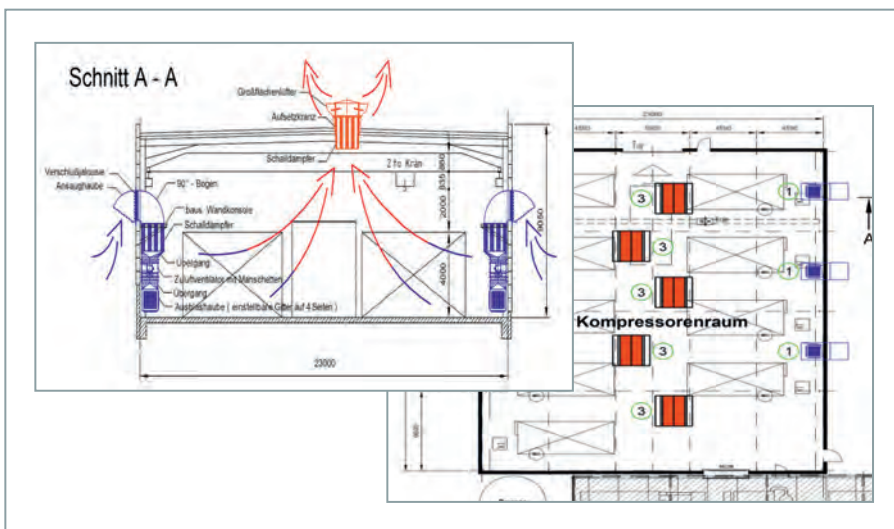 Schnitt A - A
Großflächenlüfter
Aufsetzkranz
Schalldämpfer
2 to Kran
Verschlußjalousie
Ansaughaube
90° - Bogen
baus. Wandkonsole
Schalldämpfer
Übergang
Zuluftventilator mit Manschetten
Übergang
Ausblashaube ( einstellbare Gitter auf 4 Seiten )
2000
4000
9050
23000
Tor
4500
3
1
3
A
1
3
Kompressorenraum
3
1
3